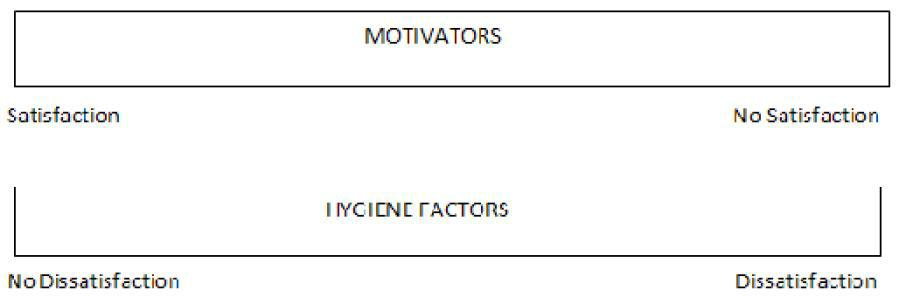 MOTIVATORS
Satisfaction No Satisfaction
HYGIENE FACTORS
No Dissatisfaction Dissatisfaction